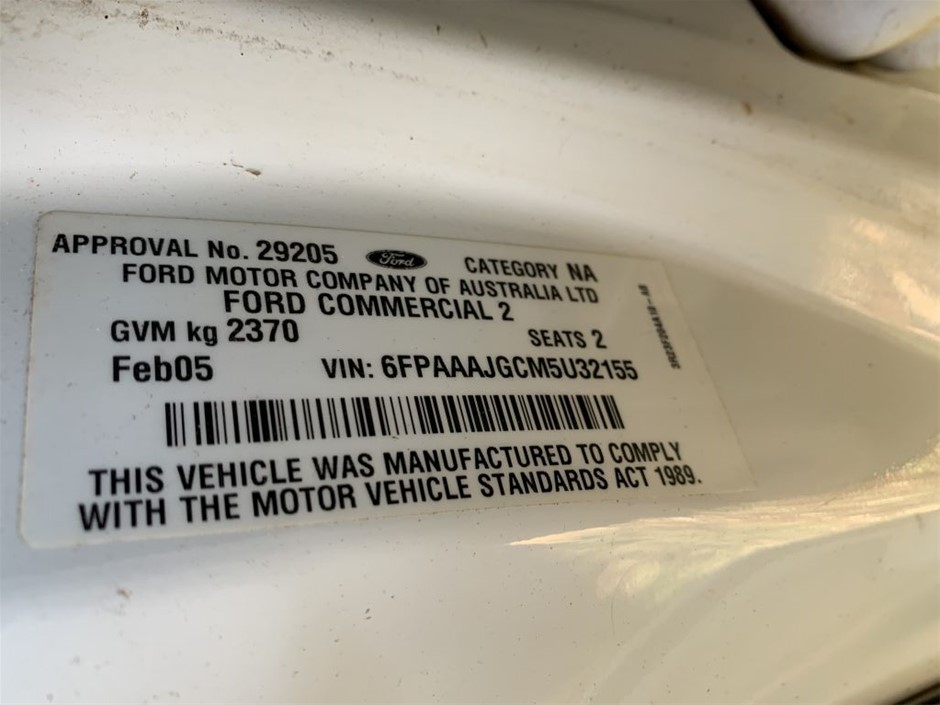 APPROVAL No. 29205 Ford CATEGORY NA
FORD MOTOR COMPANY OF AUSTRALIA LTD
FORD COMMERCIAL 2
GVM kg 2370 SEATS 2
Feb05 VIN: 6FPAAAJGCM5U32155
THIS VEHICLE WAS MANUFACTURED TO COMPLY
WITH THE MOTOR VEHICLE STANDARDS ACT 1989.